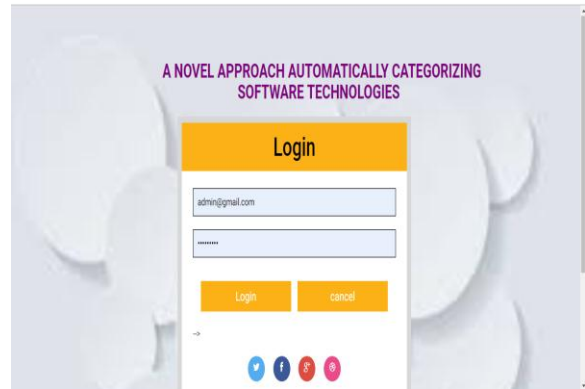 A NOVEL APPROACH AUTOMATICALLY CATEGORIZING
SOFTWARE TECHNOLOGIES
Login
admin@gmail.com
•••••••••
Login cancel
-->